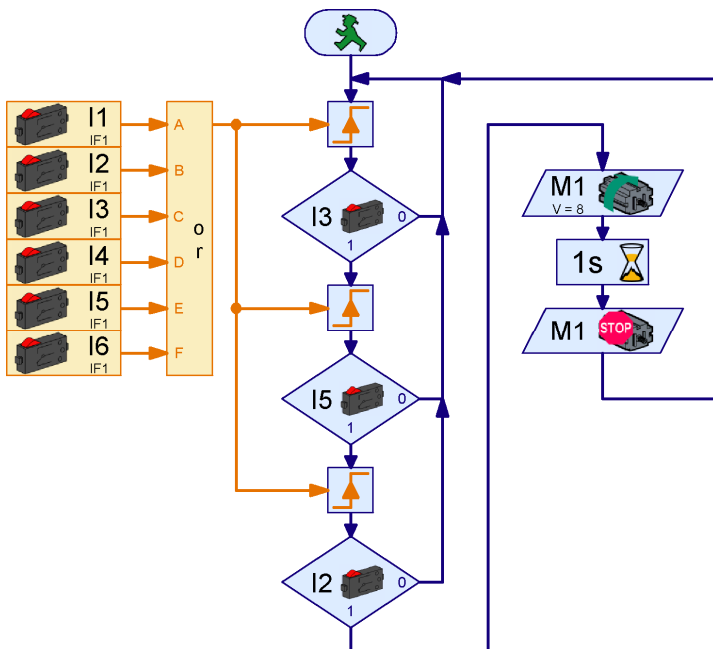 I1
IF1
I2
IF1
I3
IF1
I4
IF1
I5
IF1
I6
IF1
A
B
C
D
E
F
o
r
I3
0
1
I5
0
1
I2
0
1
M1
V = 8
1s
M1
STOP